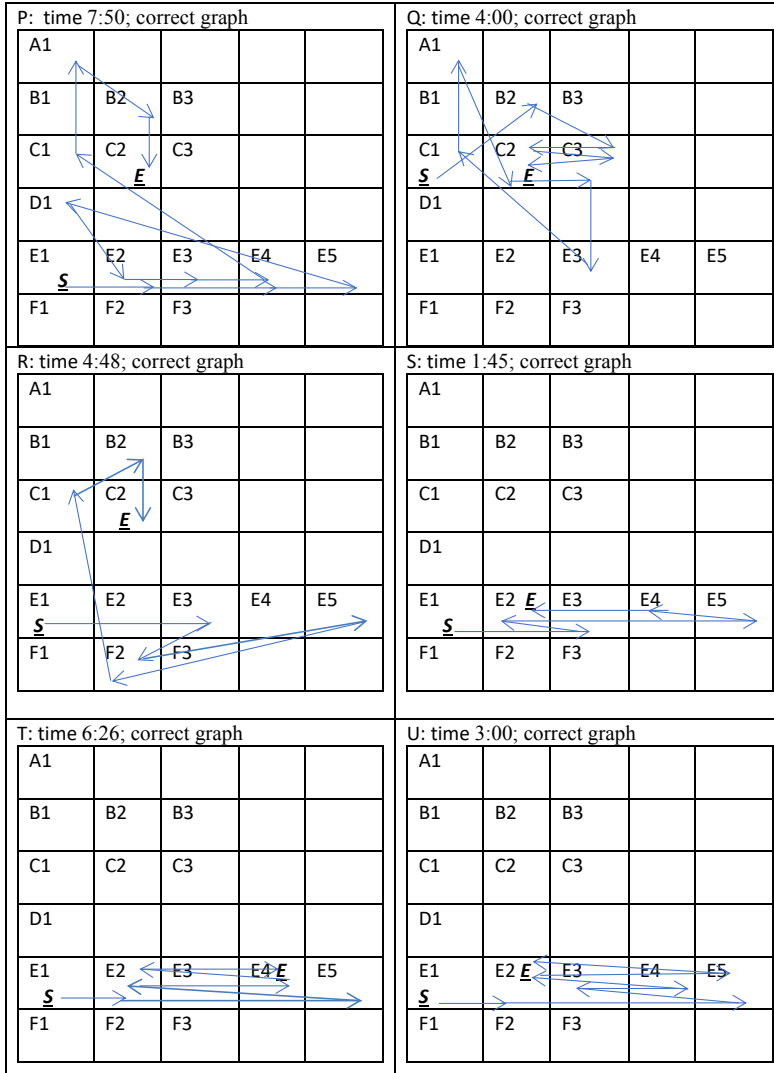 P: time 7:50; correct graph
A1
B1 B2 B3
C1 C2 C3
E
D1
E1 E2 E3 E4 E5
S
F1 F2 F3
Q: time 4:00; correct graph
A1
B1 B2 B3
C1 C2 C3
S E
D1
E1 E2 E3 E4 E5
F1 F2 F3
R: time 4:48; correct graph
A1
B1 B2 B3
C1 C2 C3
E
D1
E1 E2 E3 E4 E5
S
F1 F2 F3
S: time 1:45; correct graph
A1
B1 B2 B3
C1 C2 C3
D1
E1 E2 E E3 E4 E5
S
F1 F2 F3
T: time 6:26; correct graph
A1
B1 B2 B3
C1 C2 C3
D1
E1 E2 E3 E4 E E5
S
F1 F2 F3
U: time 3:00; correct graph
A1
B1 B2 B3
C1 C2 C3
D1
E1 E2 E E3 E4 E5
S
F1 F2 F3